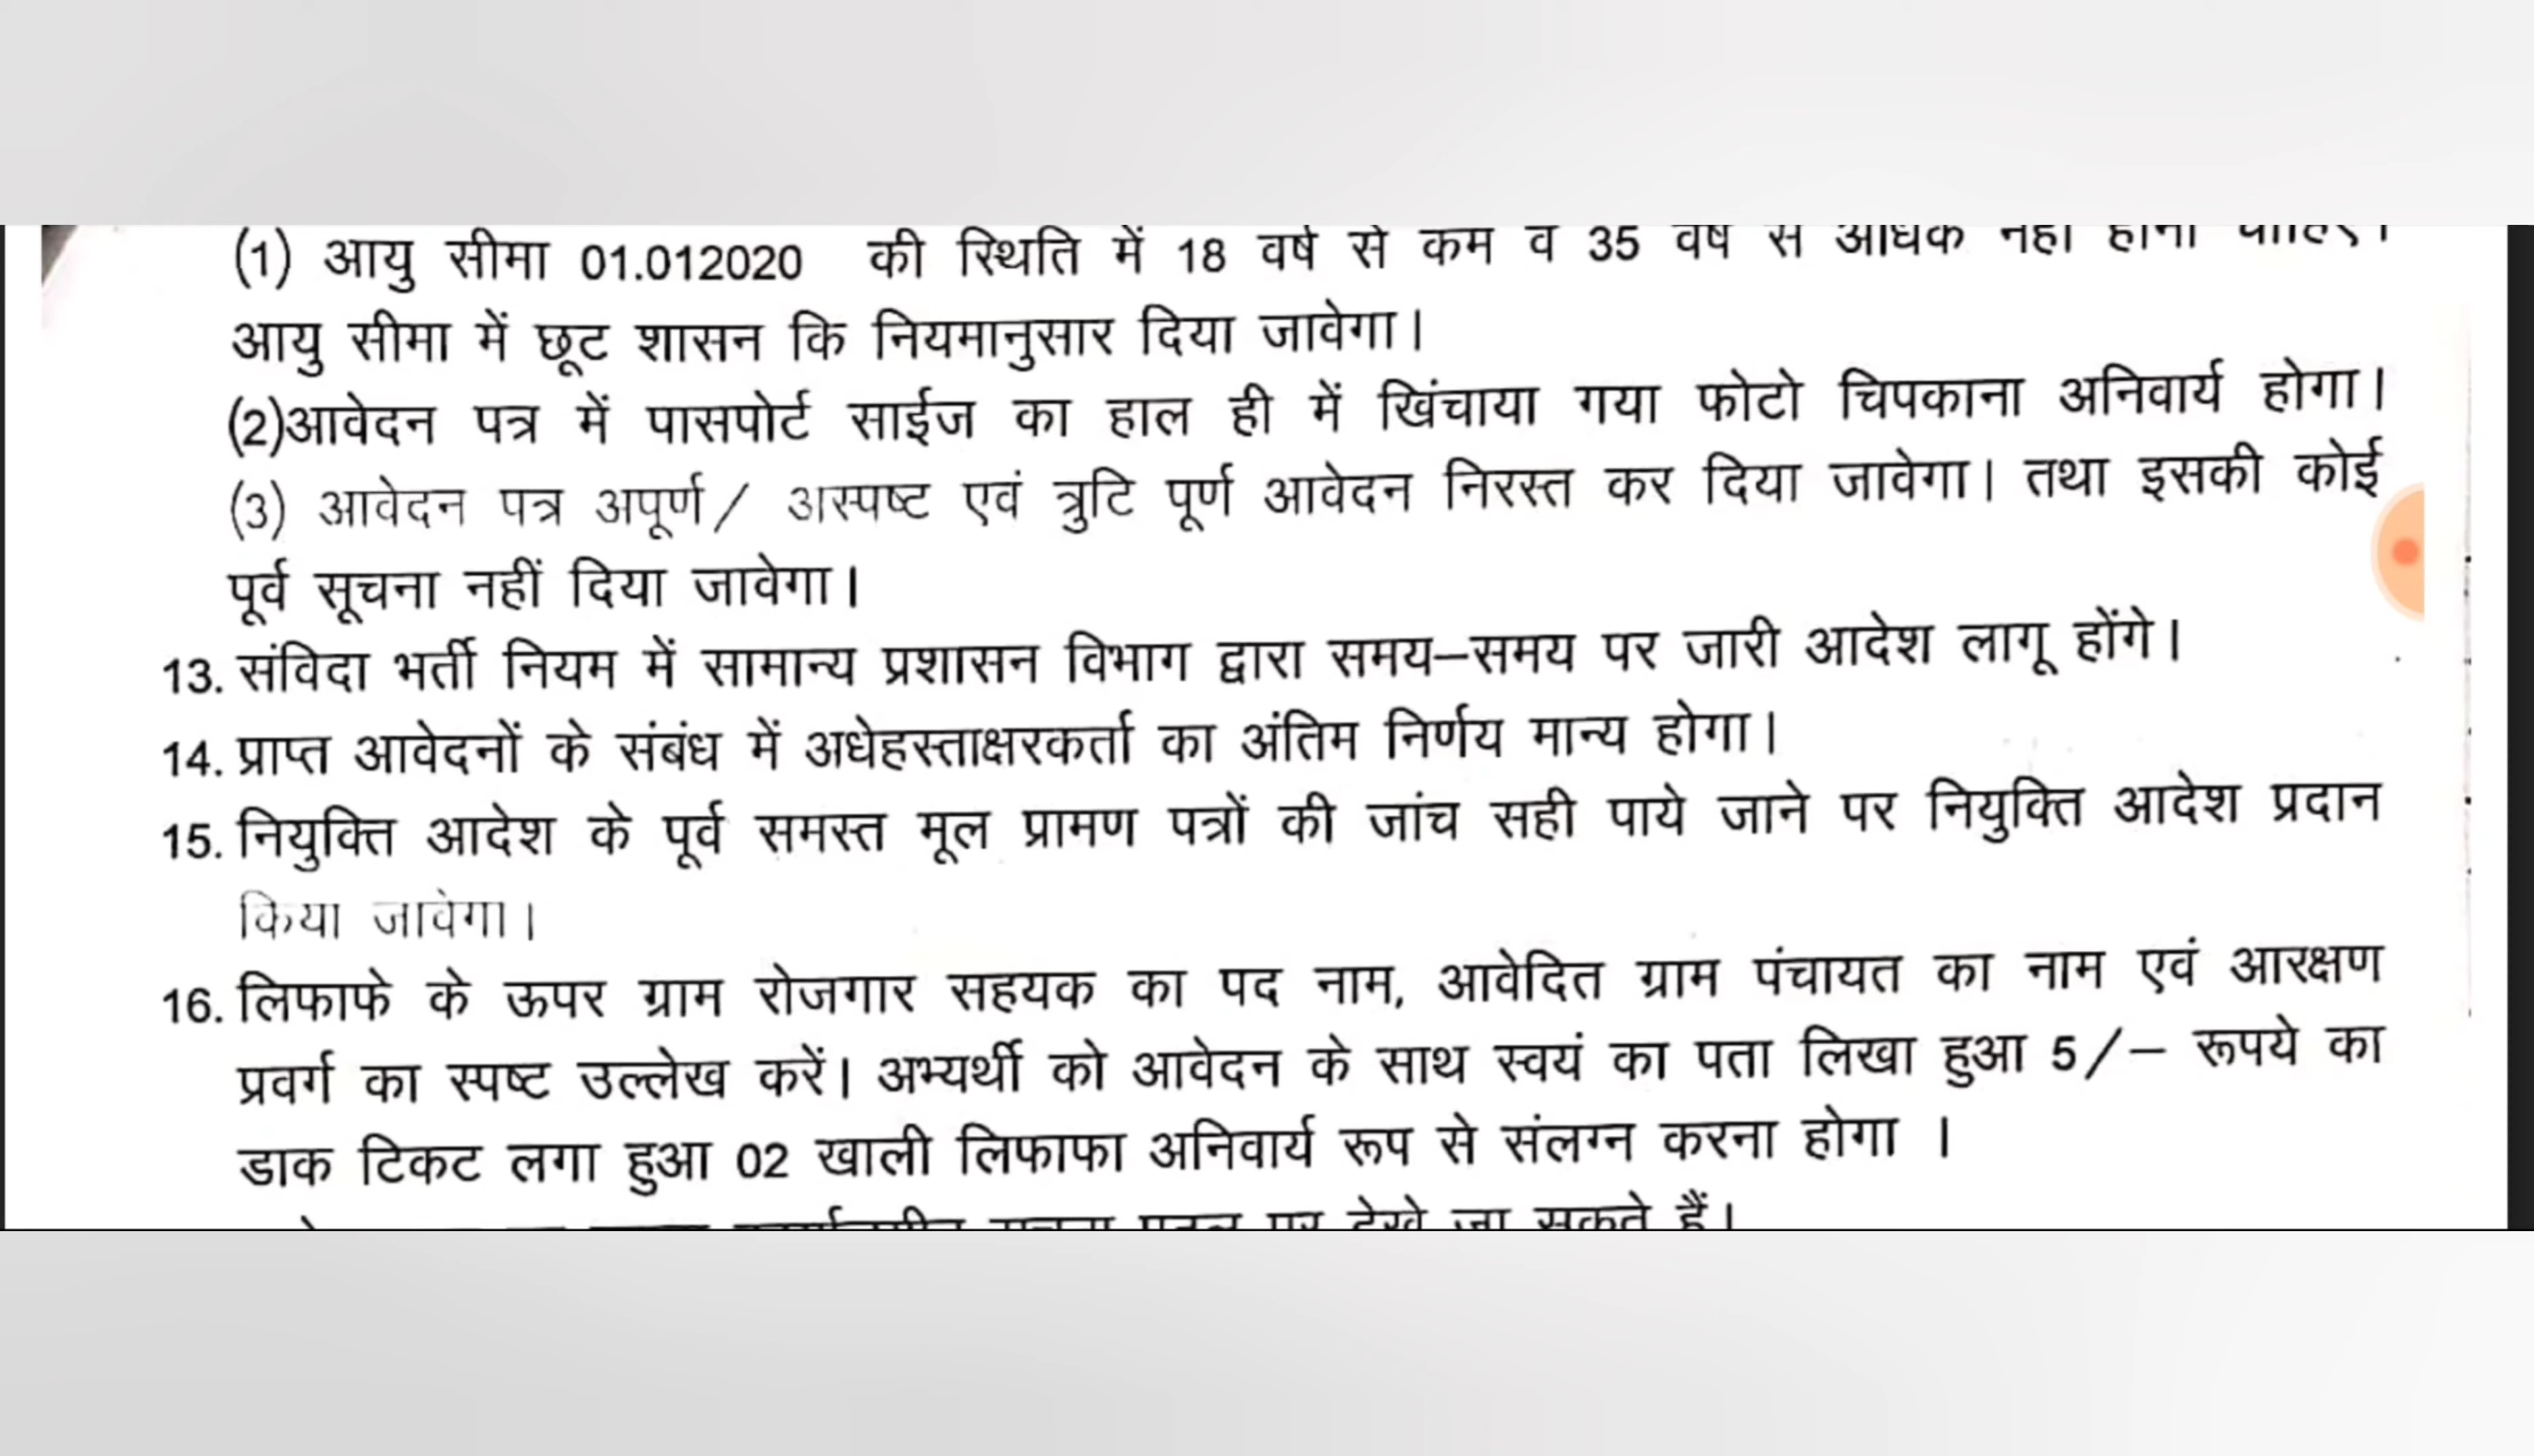 (1) आयु सीमा 01.012020 की स्थिति में 18 वर्ष से कम व 35 वर्ष से अधिक नहीं होना चाहिए।
आयु सीमा में छूट शासन कि नियमानुसार दिया जावेगा।
(2)आवेदन पत्र में पासपोर्ट साईज का हाल ही में खिंचाया गया फोटो चिपकाना अनिवार्य होगा।
(3) आवेदन पत्र अपूर्ण/ अस्पष्ट एवं त्रुटि पूर्ण आवेदन निरस्त कर दिया जावेगा। तथा इसकी कोई
पूर्व सूचना नहीं दिया जावेगा।
13. संविदा भर्ती नियम में सामान्य प्रशासन विभाग द्वारा समय–समय पर जारी आदेश लागू होंगे।
14. प्राप्त आवेदनों के संबंध में अधेहस्ताक्षरकर्ता का अंतिम निर्णय मान्य होगा।
15. नियुक्ति आदेश के पूर्व समस्त मूल प्रामण पत्रों की जांच सही पाये जाने पर नियुक्ति आदेश प्रदान
किया जावेगा।
16. लिफाफे के ऊपर ग्राम रोजगार सहयक का पद नाम, आवेदित ग्राम पंचायत का नाम एवं आरक्षण
प्रवर्ग का स्पष्ट उल्लेख करें। अभ्यर्थी को आवेदन के साथ स्वयं का पता लिखा हुआ 5/– रूपये का
डाक टिकट लगा हुआ 02 खाली लिफाफा अनिवार्य रूप से संलग्न करना होगा ।
पर देखे जा सकते हैं।